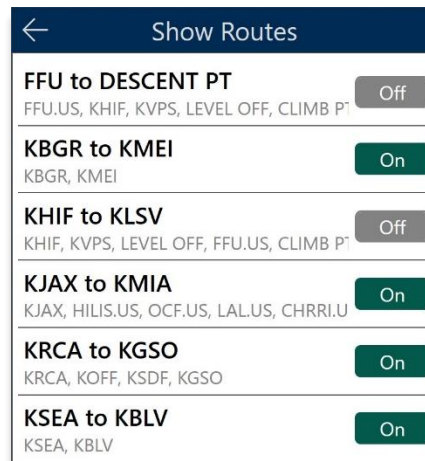 Show Routes
FFU to DESCENT PT
Off
FFU.US, KHIF, KVPS, LEVEL OFF, CLIMB PT
KBGR to KMEI
On
KBGR, KMEI
KHIF to KLSV
Off
KHIF, KVPS, LEVEL OFF, FFU.US, CLIMB PT
KJAX to KMIA
On
KJAX, HILIS.US, OCF.US, LAL.US, CHRRI.U
KRCA to KGSO
On
KRCA, KOFF, KSDF, KGSO
KSEA to KBLV
On
KSEA, KBLV